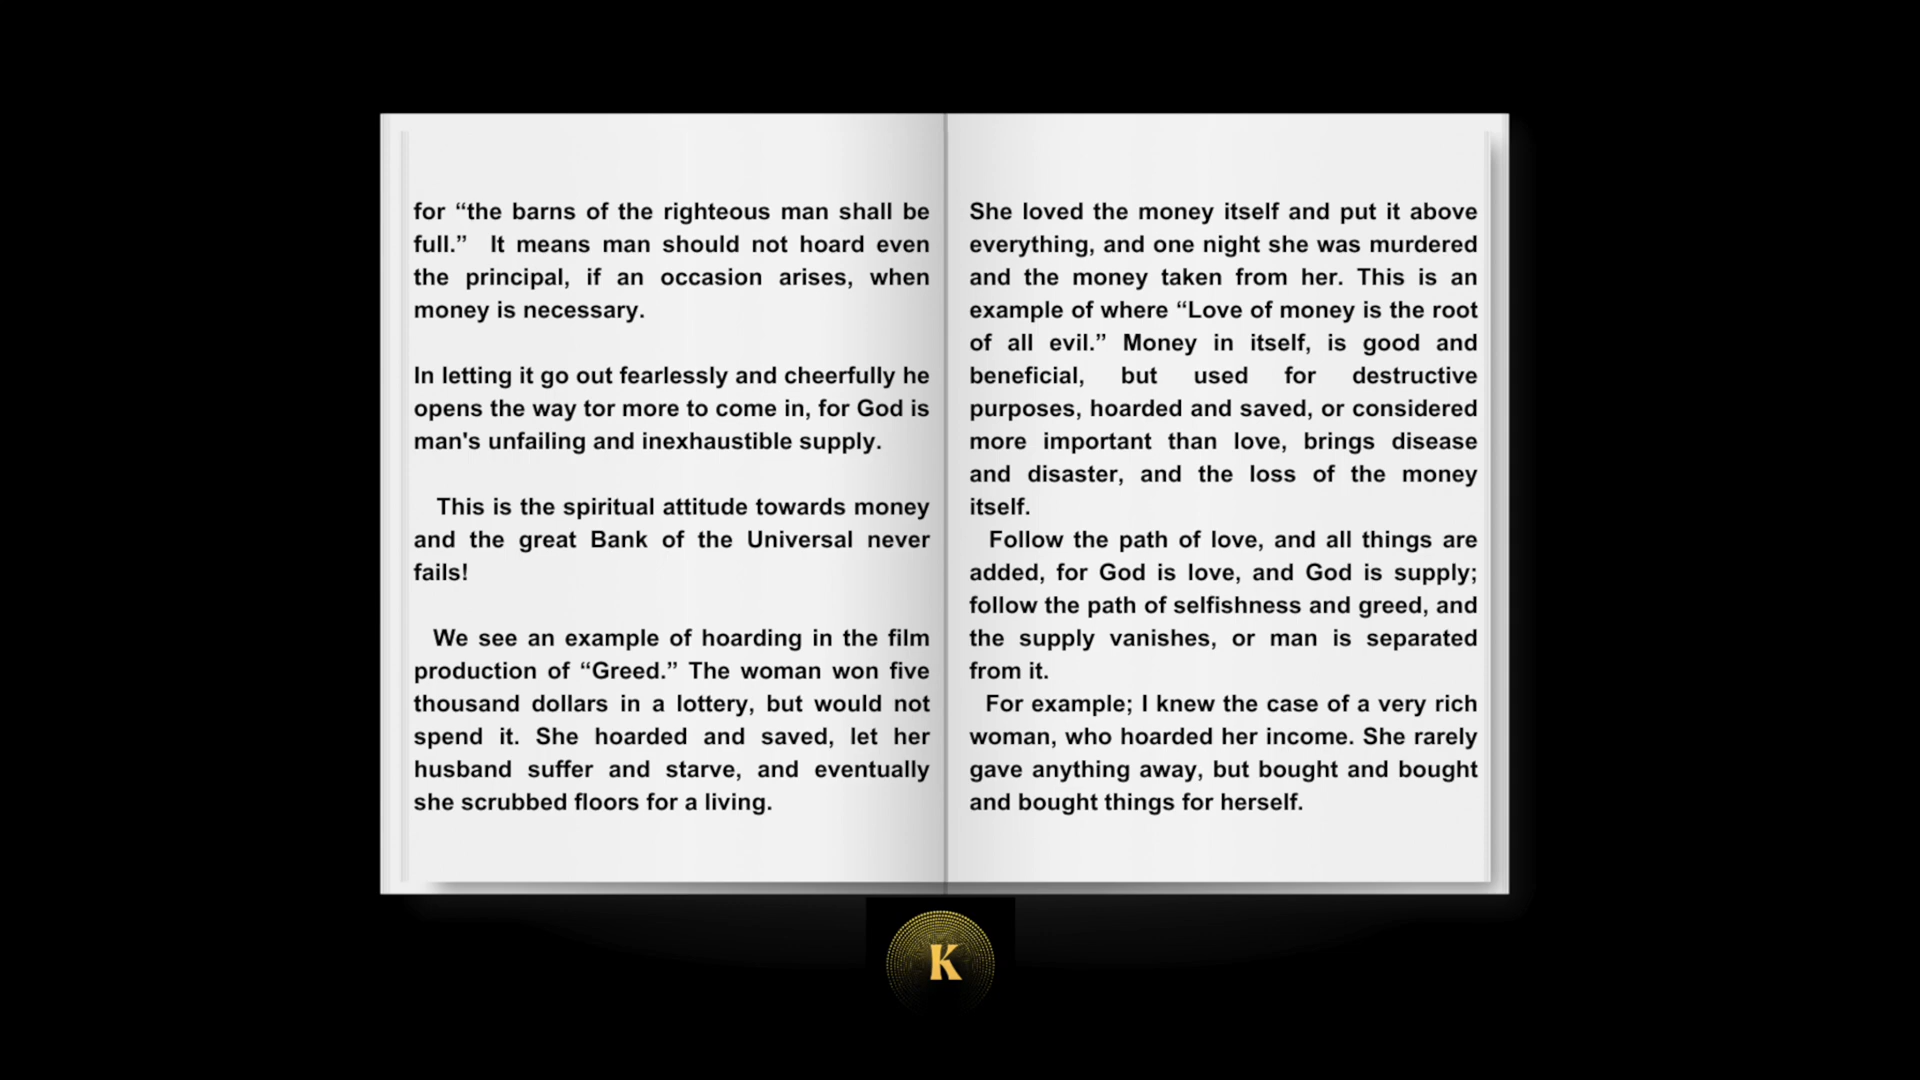 for “the barns of the righteous man shall be
full.”  It means man should not hoard even
the principal, if an occasion arises, when
money is necessary.
In letting it go out fearlessly and cheerfully he
opens the way tor more to come in, for God is
man's unfailing and inexhaustible supply.
This is the spiritual attitude towards money
and the great Bank of the Universal never
fails!
We see an example of hoarding in the film
production of “Greed.” The woman won five
thousand dollars in a lottery, but would not
spend it. She hoarded and saved, let her
husband suffer and starve, and eventually
she scrubbed floors for a living.
She loved the money itself and put it above
everything, and one night she was murdered
and the money taken from her. This is an
example of where “Love of money is the root
of all evil.” Money in itself, is good and
beneficial, but used for destructive
purposes, hoarded and saved, or considered
more important than love, brings disease
and disaster, and the loss of the money
itself.
Follow the path of love, and all things are
added, for God is love, and God is supply;
follow the path of selfishness and greed, and
the supply vanishes, or man is separated
from it.
For example; I knew the case of a very rich
woman, who hoarded her income. She rarely
gave anything away, but bought and bought
and bought things for herself.
K